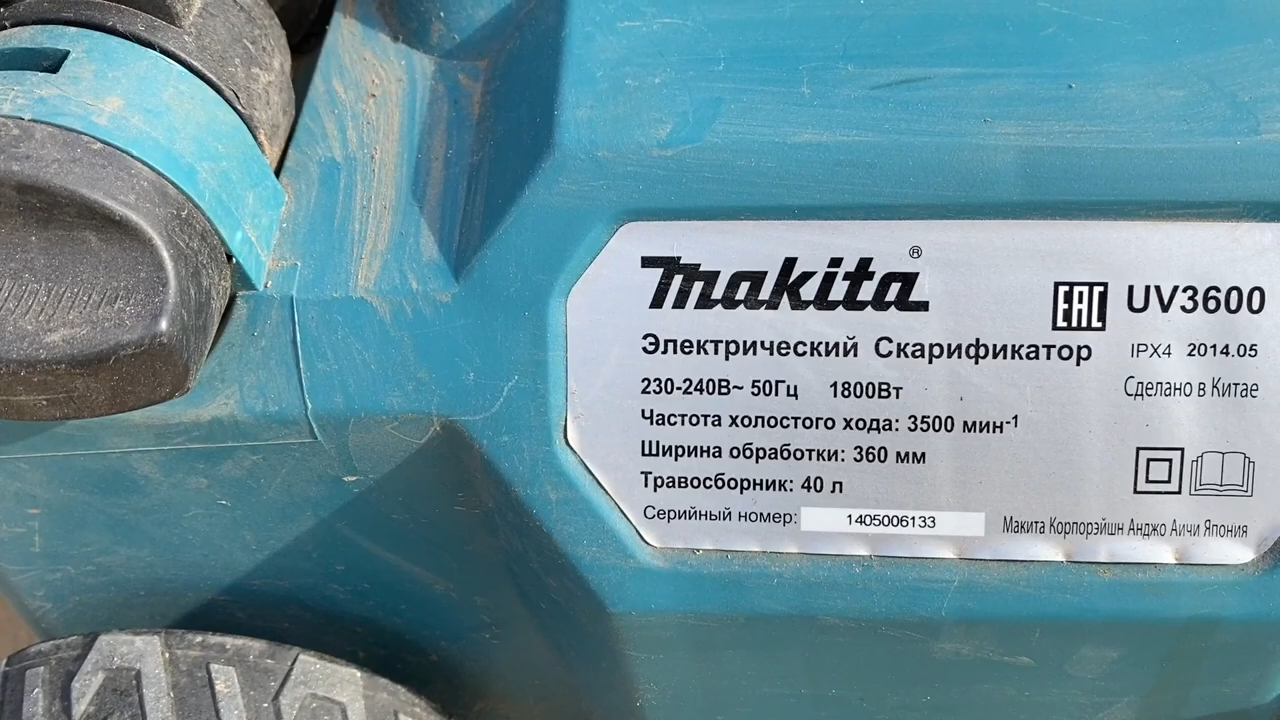 Makita®
EAC UV3600
Электрический Скарификатор IPX4 2014.05
230-240В~ 50Гц 1800Вт Сделано в Китае
Частота холостого хода: 3500 мин-1
Ширина обработки: 360 мм
Травосборник: 40 л
Серийный номер: 1405006133 Макита Корпорэйшн Анджо Аичи Япония